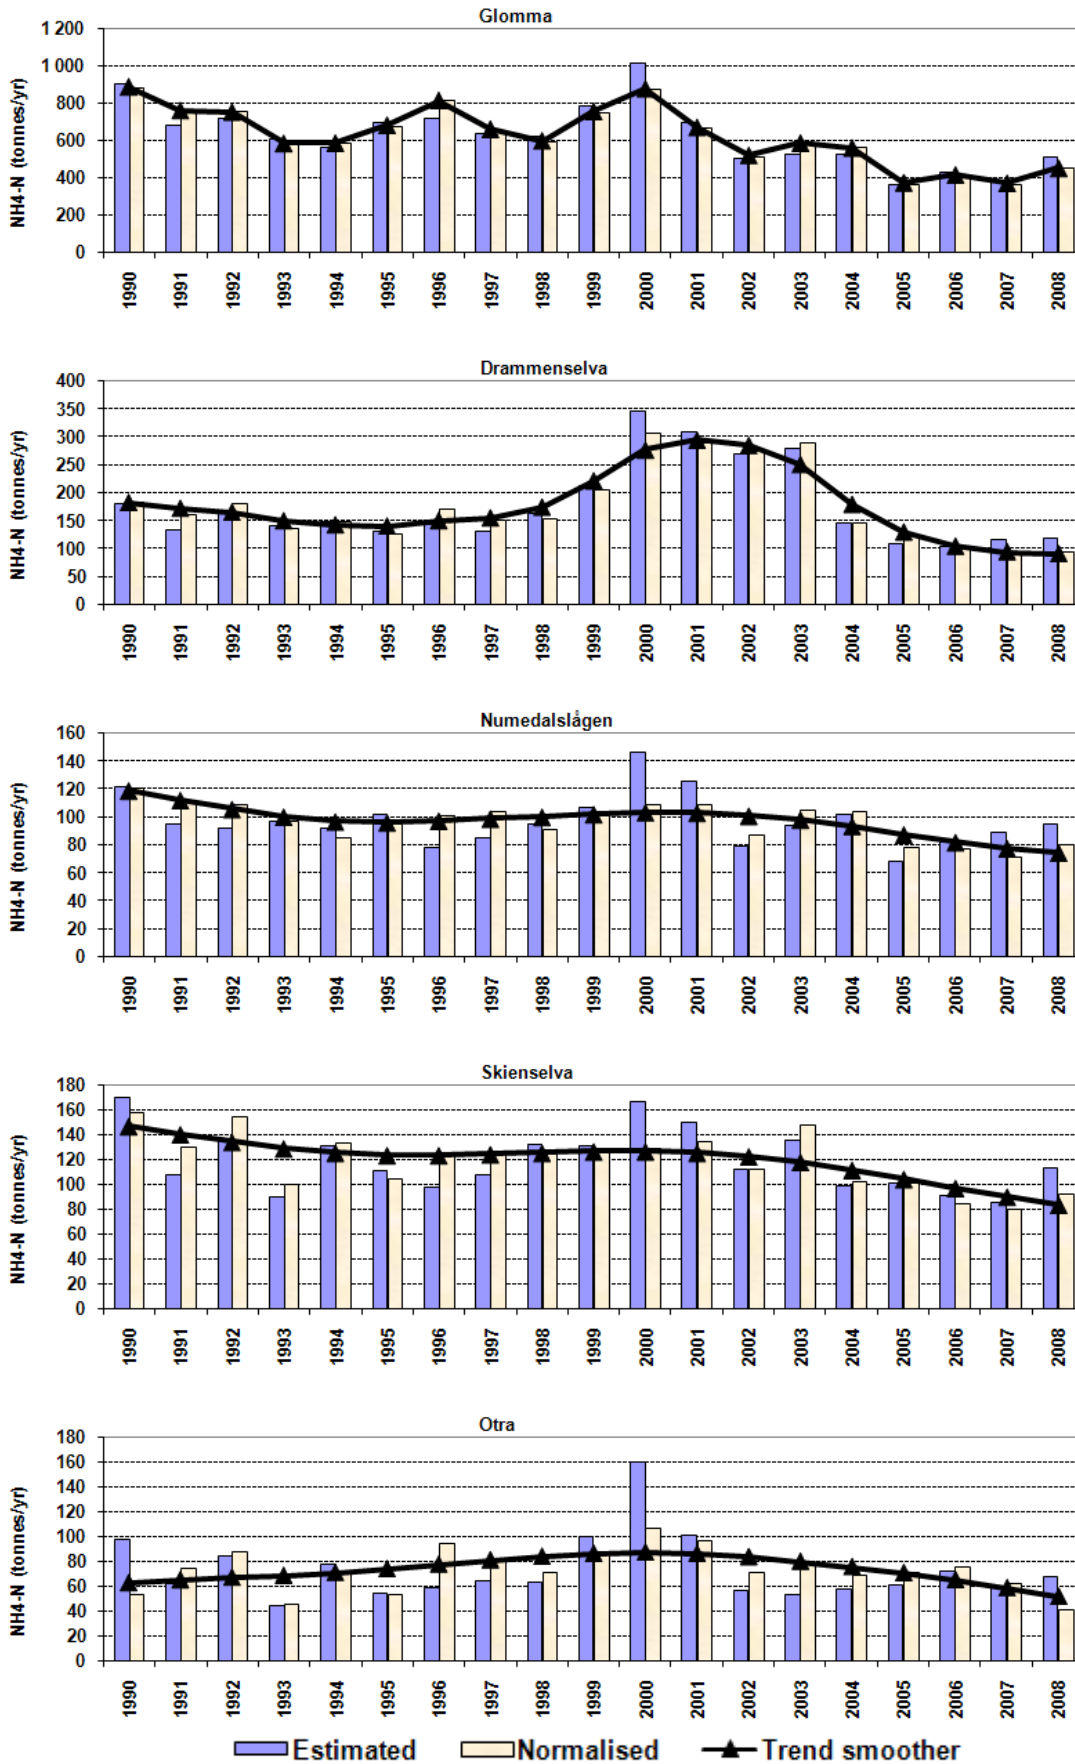 Glomma
NH4-N (tonnes/yr)
1 200
1 000
800
600
400
200
0
1990 1991 1992 1993 1994 1995 1996 1997 1998 1999 2000 2001 2002 2003 2004 2005 2006 2007 2008
Drammenselva
NH4-N (tonnes/yr)
400
350
300
250
200
150
100
50
0
1990 1991 1992 1993 1994 1995 1996 1997 1998 1999 2000 2001 2002 2003 2004 2005 2006 2007 2008
Numedalslågen
NH4-N (tonnes/yr)
160
140
120
100
80
60
40
20
0
1990 1991 1992 1993 1994 1995 1996 1997 1998 1999 2000 2001 2002 2003 2004 2005 2006 2007 2008
Skienselva
NH4-N (tonnes/yr)
180
160
140
120
100
80
60
40
20
0
1990 1991 1992 1993 1994 1995 1996 1997 1998 1999 2000 2001 2002 2003 2004 2005 2006 2007 2008
Otra
NH4-N (tonnes/yr)
180
160
140
120
100
80
60
40
20
0
1990 1991 1992 1993 1994 1995 1996 1997 1998 1999 2000 2001 2002 2003 2004 2005 2006 2007 2008
Estimated Normalised Trend smoother